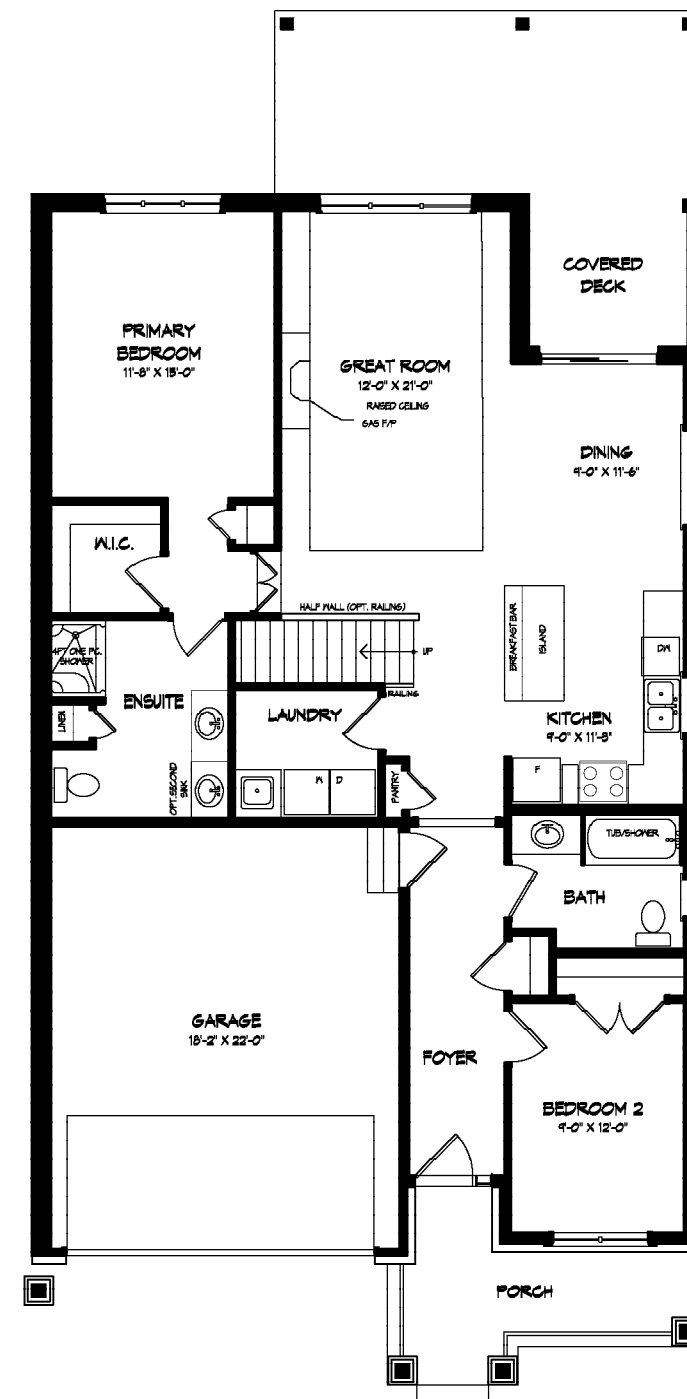 COVERED
DECK
PRIMARY
BEDROOM
11'-8" X 15'-0"
GREAT ROOM
12'-0" X 21'-0"
RAISED CEILING
GAS F/P
DINING
9'-0" X 11'-6"
W.I.C.
HALF WALL (OPT. RAILING)
BREAKFAST BAR
ISLAND
4FT ONE PC.
SHOWER
UP
DW
RAILING
ENSUITE
LINEN
LAUNDRY
KITCHEN
9'-0" X 11'-5"
OPT. SECOND
SINK
W D
PANTRY
F
TUB/SHOWER
BATH
GARAGE
18'-2" X 22'-0"
FOYER
BEDROOM 2
9'-0" X 12'-0"
PORCH